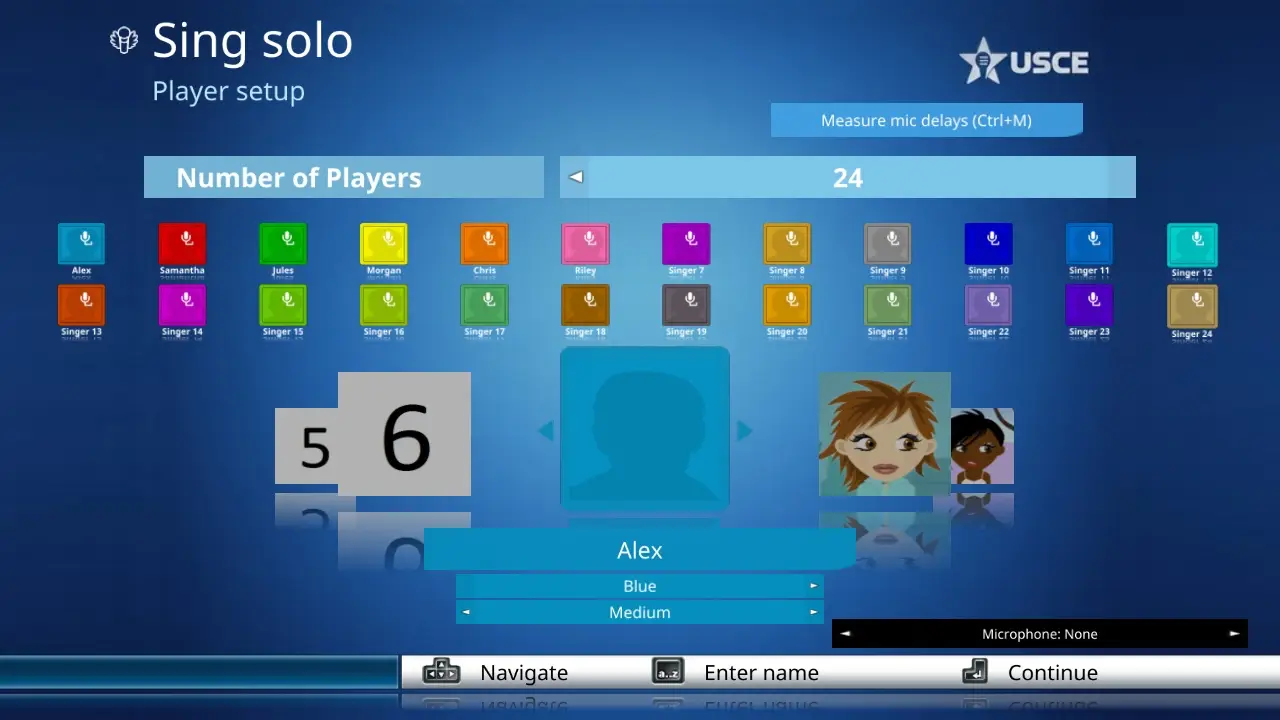 Sing solo
USCE
Player setup
Measure mic delays (Ctrl+M)
Number of Players
24
Alex Samantha Jules Morgan Chris Riley Singer 7 Singer 8 Singer 9 Singer 10 Singer 11 Singer 12
Singer 13 Singer 14 Singer 15 Singer 16 Singer 17 Singer 18 Singer 19 Singer 20 Singer 21 Singer 22 Singer 23 Singer 24
5 6
Alex
Blue
Medium
Microphone: None
Navigate a..z Enter name Continue